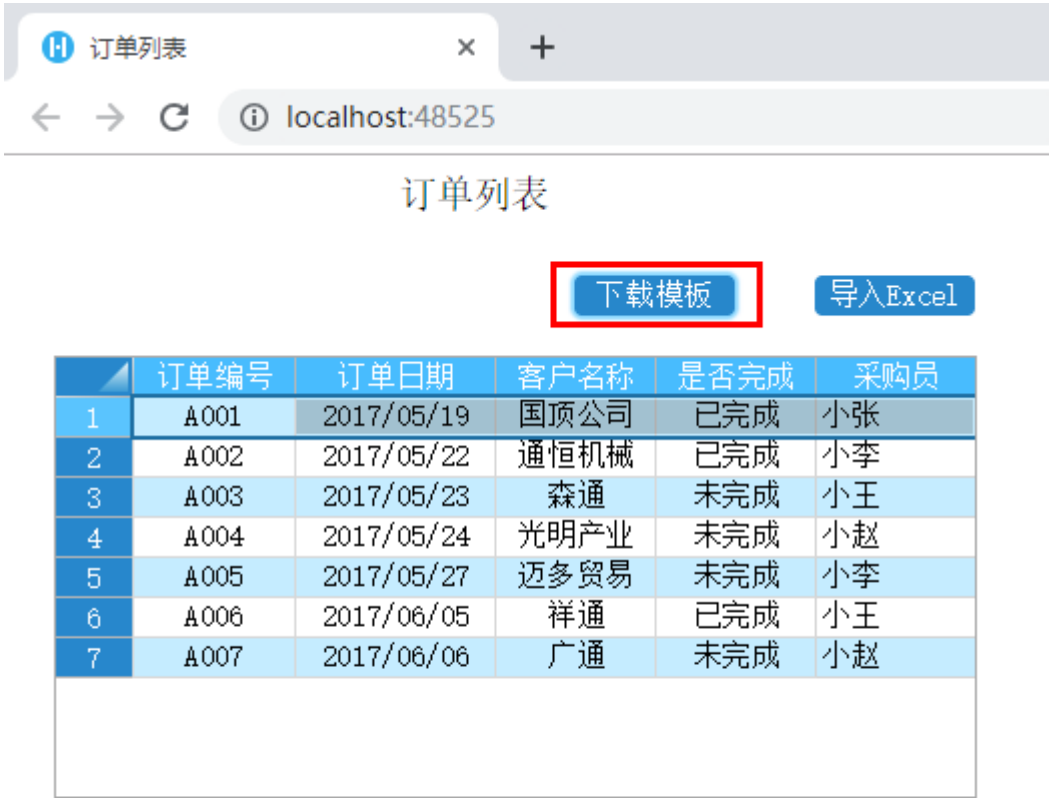 订单列表
localhost:48525
订单列表
下载模板 导入Excel
订单编号 订单日期 客户名称 是否完成 采购员
1 A001 2017/05/19 国顶公司 已完成 小张
2 A002 2017/05/22 通恒机械 已完成 小李
3 A003 2017/05/23 森通 未完成 小王
4 A004 2017/05/24 光明产业 未完成 小赵
5 A005 2017/05/27 迈多贸易 未完成 小李
6 A006 2017/06/05 祥通 已完成 小王
7 A007 2017/06/06 广通 未完成 小赵